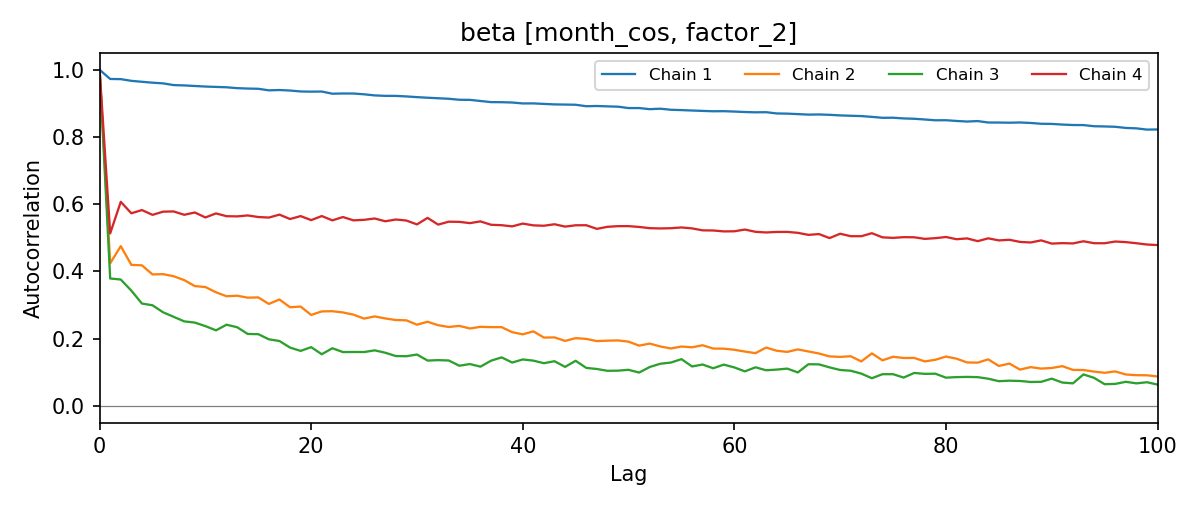 beta [month_cos, factor_2]
Chain 1 Chain 2 Chain 3 Chain 4
Autocorrelation
1.0
0.8
0.6
0.4
0.2
0.0
0 20 40 60 80 100
Lag